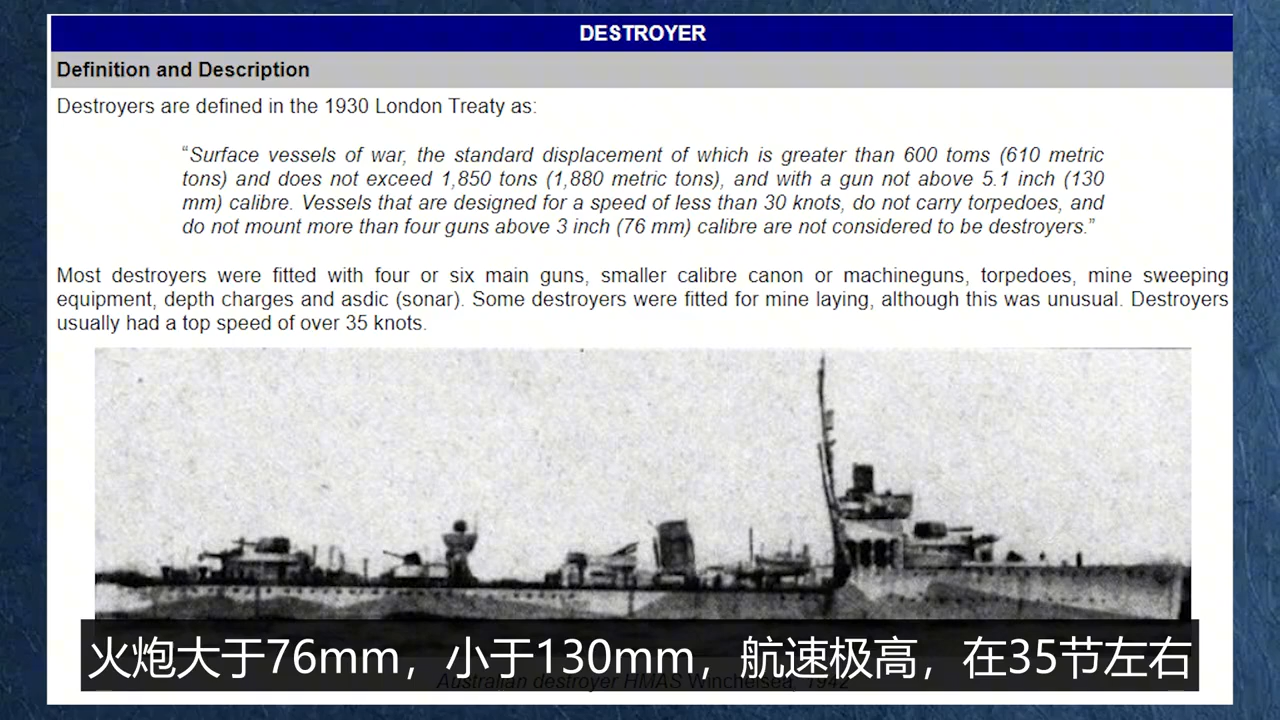 DESTROYER
Definition and Description
Destroyers are defined in the 1930 London Treaty as:
“Surface vessels of war, the standard displacement of which is greater than 600 toms (610 metric
tons) and does not exceed 1,850 tons (1,880 metric tons), and with a gun not above 5.1 inch (130
mm) calibre. Vessels that are designed for a speed of less than 30 knots, do not carry torpedoes, and
do not mount more than four guns above 3 inch (76 mm) calibre are not considered to be destroyers.”
Most destroyers were fitted with four or six main guns, smaller calibre canon or machineguns, torpedoes, mine sweeping
equipment, depth charges and asdic (sonar). Some destroyers were fitted for mine laying, although this was unusual. Destroyers
usually had a top speed of over 35 knots.
火炮大于76mm，小于130mm，航速极高，在35节左右
Australian destroyer HMAS Winchelsea, 1942